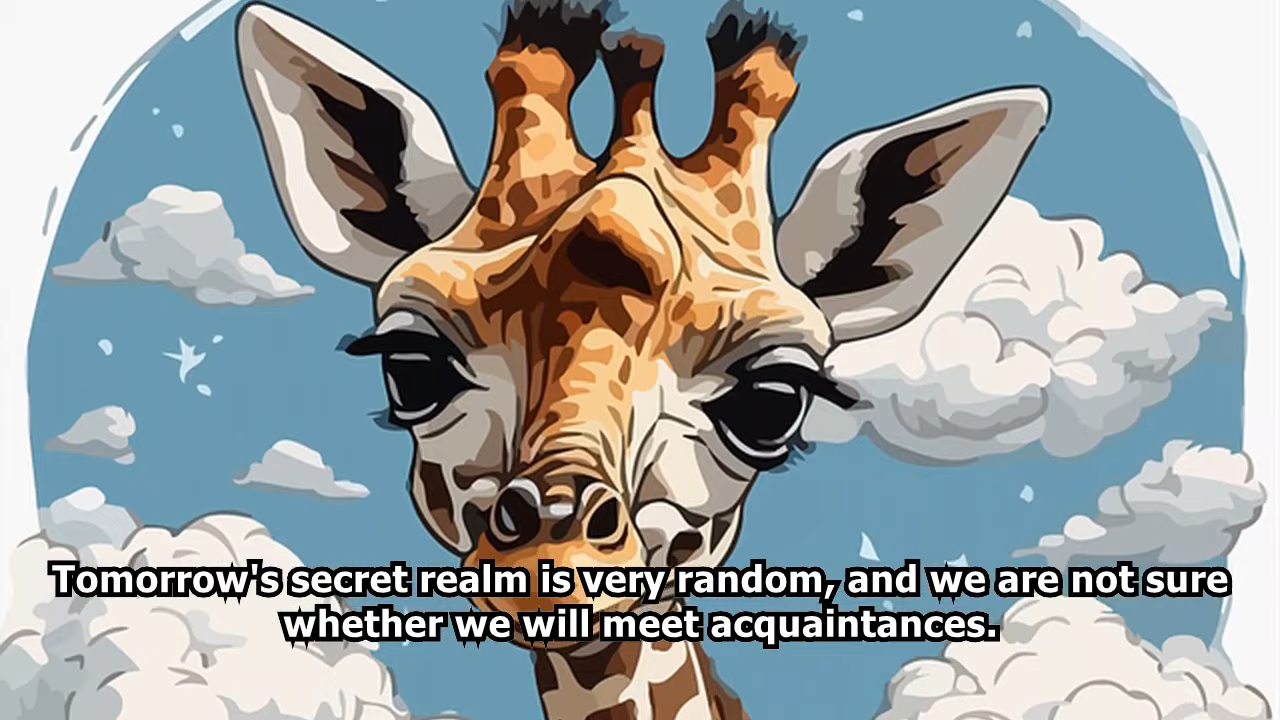 Tomorrow's secret realm is very random, and we are not sure
whether we will meet acquaintances.